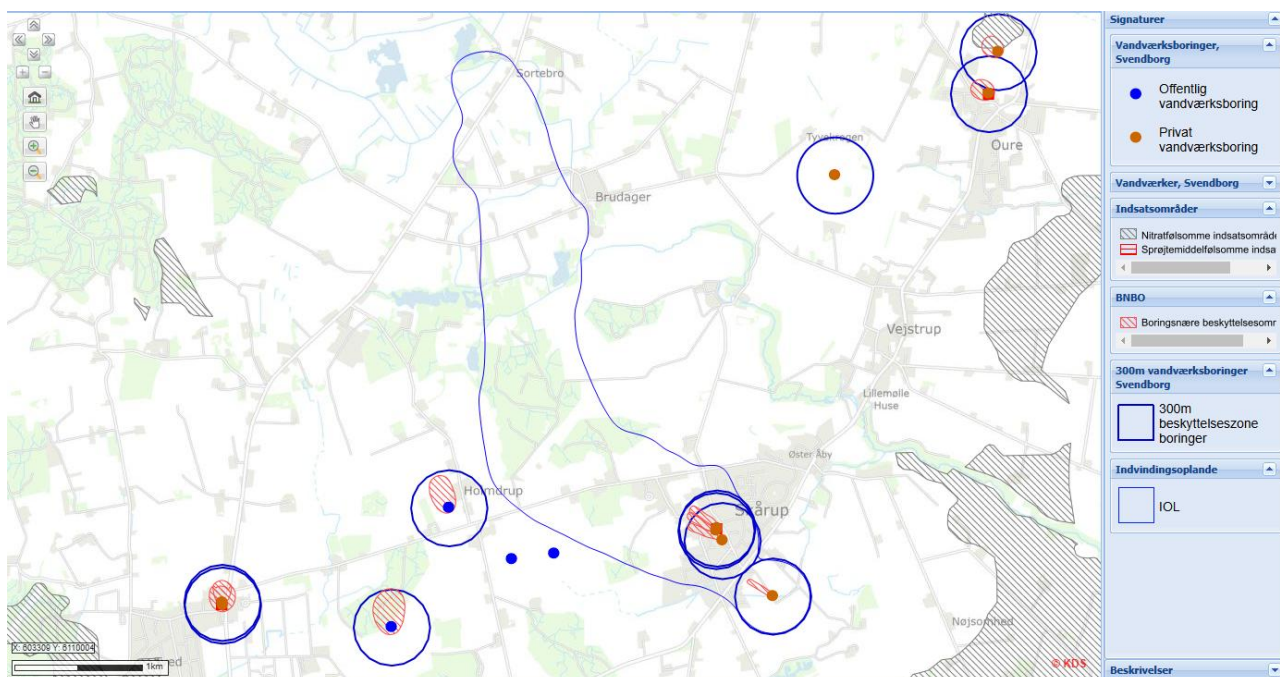 Sortebro
Brudager
Tyvekrogen
Oure
Vejstrup
Lillemølle
Huse
Øster Åby
Skårup
Holmdrup
Nøjsomhed
X: 603309 Y: 6110004
1km
© KDS
Signaturer
Vandværksboringer,
Svendborg
Offentlig
vandværksboring
Privat
vandværksboring
Vandværker, Svendborg
Indsatsområder
Nitratfølsomme indsatsområde
Sprøjtemiddelfølsomme indsa
BNBO
Boringsnære beskyttelsesomr
300m vandværksboringer
Svendborg
300m
beskyttelseszone
boringer
Indvindingsoplande
IOL
Beskrivelser